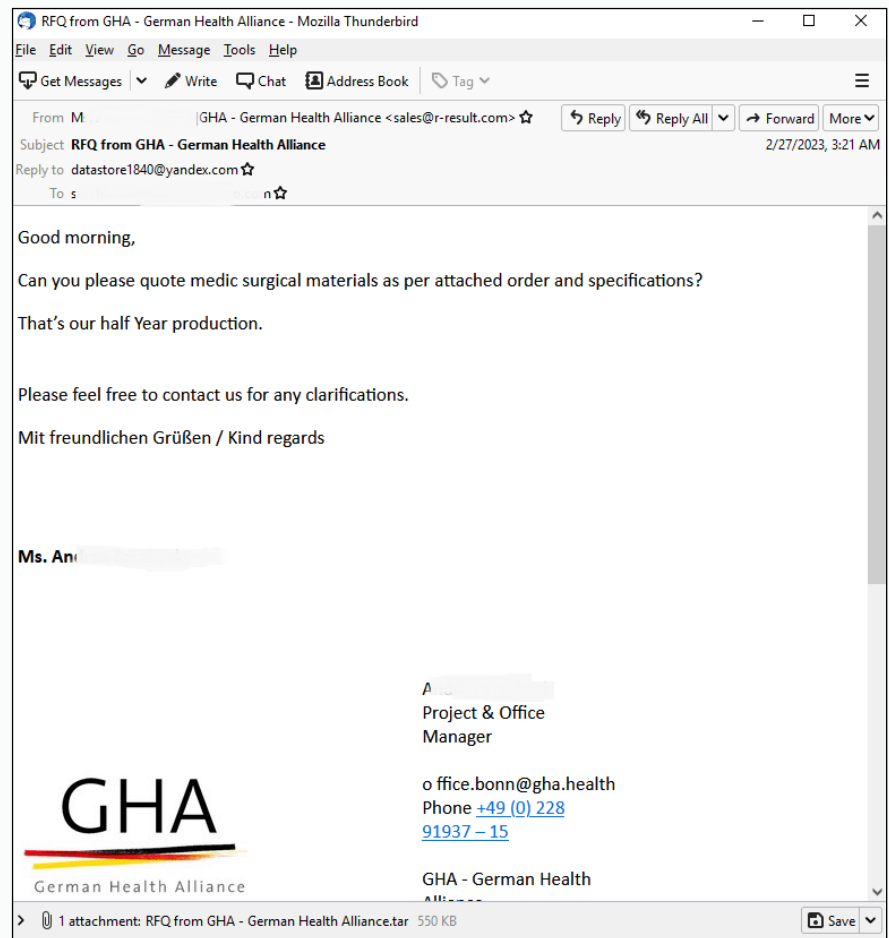 RFQ from GHA - German Health Alliance - Mozilla Thunderbird
File Edit View Go Message Tools Help
Get Messages Write Chat Address Book Tag
From M GHA - German Health Alliance <sales@r-result.com> Reply Reply All Forward More
Subject RFQ from GHA - German Health Alliance 2/27/2023, 3:21 AM
Reply to datastore1840@yandex.com
To s n
Good morning,
Can you please quote medic surgical materials as per attached order and specifications?
That’s our half Year production.
Please feel free to contact us for any clarifications.
Mit freundlichen Grüßen / Kind regards
Ms. An
A
Project & Office
Manager
o ffice.bonn@gha.health
Phone +49 (0) 228
91937 – 15
GHA
German Health Alliance
GHA - German Health
Alliance
1 attachment: RFQ from GHA - German Health Alliance.tar 550 KB Save